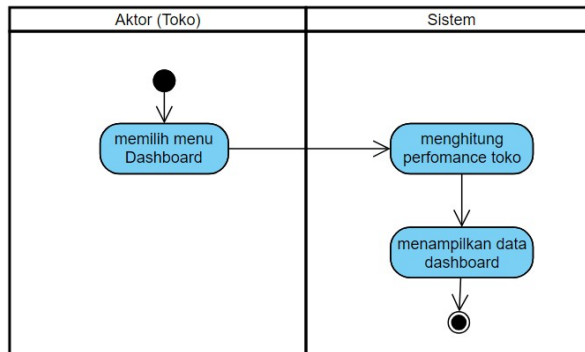 Aktor (Toko)
Sistem
memilih menu
Dashboard
menghitung
perfomance toko
menampilkan data
dashboard